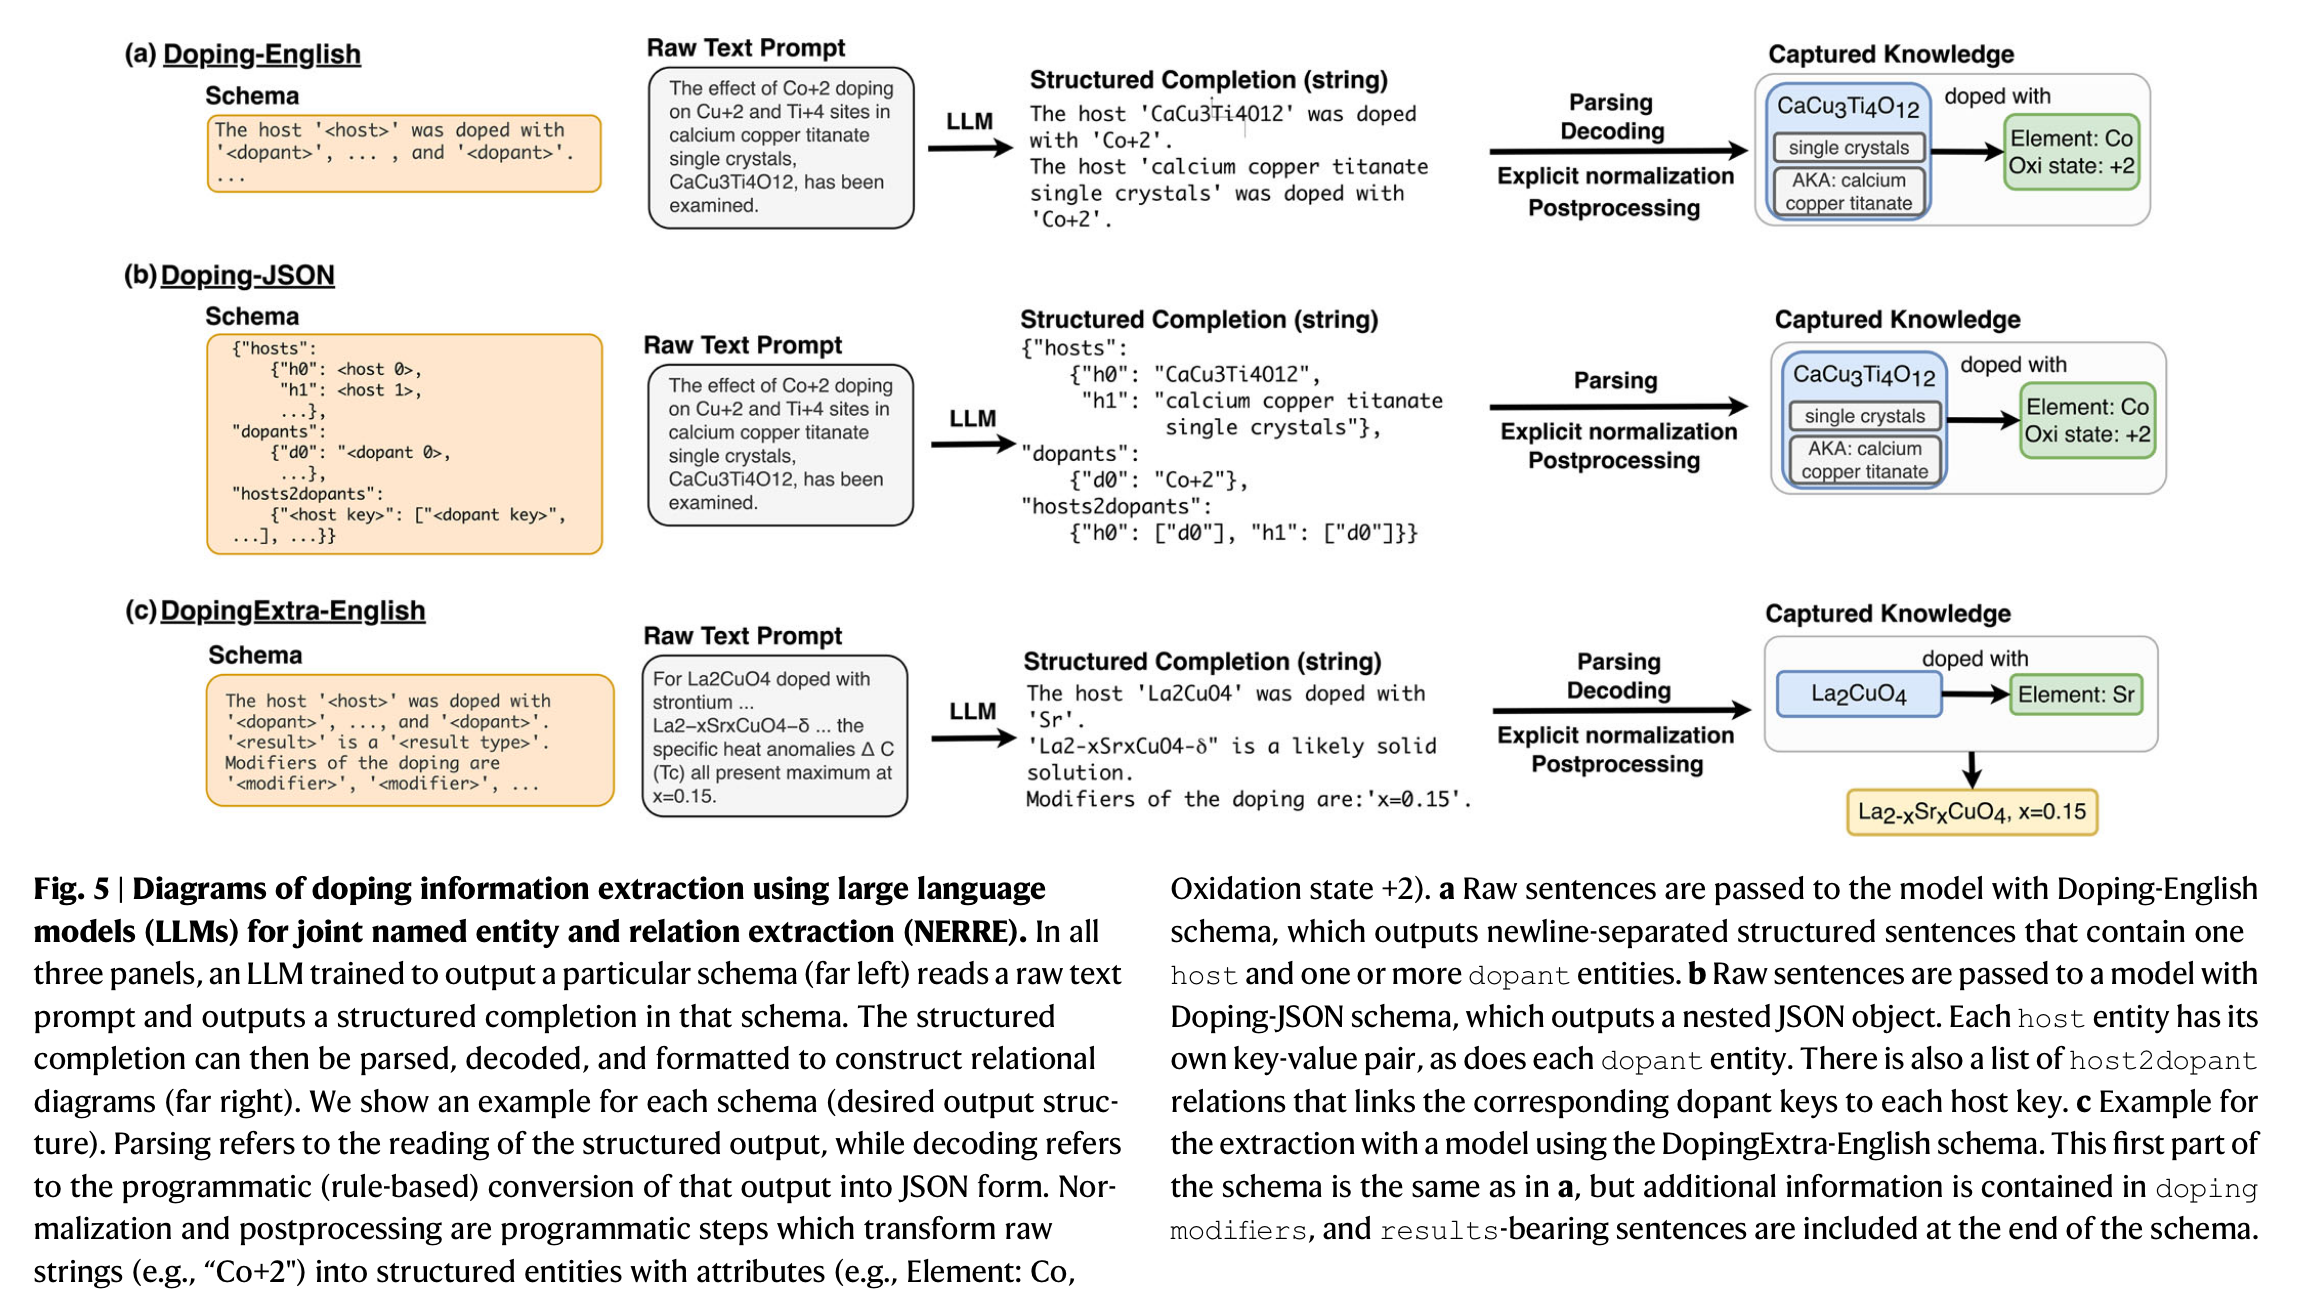 (a) Doping-English
Schema
The host '<host>' was doped with
'<dopant>', ... , and '<dopant>'.
...
Raw Text Prompt
The effect of Co+2 doping
on Cu+2 and Ti+4 sites in
calcium copper titanate
single crystals,
CaCu3Ti4O12, has been
examined.
LLM
Structured Completion (string)
The host 'CaCu3Ti4O12' was doped
with 'Co+2'.
The host 'calcium copper titanate
single crystals' was doped with
'Co+2'.
Parsing
Decoding
Explicit normalization
Postprocessing
Captured Knowledge
CaCu3Ti4O12
single crystals
AKA: calcium
copper titanate
doped with
Element: Co
Oxi state: +2
(b) Doping-JSON
Schema
{"hosts":
{"h0": <host 0>,
"h1": <host 1>,
...},
"dopants":
{"d0": "<dopant 0>,
...},
"hosts2dopants":
{"<host key>": ["<dopant key>",
...], ...}}
Raw Text Prompt
The effect of Co+2 doping
on Cu+2 and Ti+4 sites in
calcium copper titanate
single crystals,
CaCu3Ti4O12, has been
examined.
LLM
Structured Completion (string)
{"hosts":
{"h0": "CaCu3Ti4O12",
"h1": "calcium copper titanate
single crystals"},
"dopants":
{"d0": "Co+2"},
"hosts2dopants":
{"h0": ["d0"], "h1": ["d0"]}}
Parsing
Explicit normalization
Postprocessing
Captured Knowledge
CaCu3Ti4O12
single crystals
AKA: calcium
copper titanate
doped with
Element: Co
Oxi state: +2
(c) DopingExtra-English
Schema
The host '<host>' was doped with
'<dopant>', ..., and '<dopant>'.
'<result>' is a '<result type>'.
Modifiers of the doping are
'<modifier>', '<modifier>', ...
Raw Text Prompt
For La2CuO4 doped with
strontium ...
La2−xSrxCuO4−δ ... the
specific heat anomalies Δ C
(Tc) all present maximum at
x=0.15.
LLM
Structured Completion (string)
The host 'La2CuO4' was doped with
'Sr'.
'La2-xSrxCuO4-δ" is a likely solid
solution.
Modifiers of the doping are:'x=0.15'.
Parsing
Decoding
Explicit normalization
Postprocessing
Captured Knowledge
doped with
La2CuO4
Element: Sr
La2-xSrxCuO4, x=0.15
Fig. 5 | Diagrams of doping information extraction using large language
models (LLMs) for joint named entity and relation extraction (NERRE). In all
three panels, an LLM trained to output a particular schema (far left) reads a raw text
prompt and outputs a structured completion in that schema. The structured
completion can then be parsed, decoded, and formatted to construct relational
diagrams (far right). We show an example for each schema (desired output struc-
ture). Parsing refers to the reading of the structured output, while decoding refers
to the programmatic (rule-based) conversion of that output into JSON form. Nor-
malization and postprocessing are programmatic steps which transform raw
strings (e.g., “Co+2") into structured entities with attributes (e.g., Element: Co,
Oxidation state +2). a Raw sentences are passed to the model with Doping-English
schema, which outputs newline-separated structured sentences that contain one
host and one or more dopant entities. b Raw sentences are passed to a model with
Doping-JSON schema, which outputs a nested JSON object. Each host entity has its
own key-value pair, as does each dopant entity. There is also a list of host2dopant
relations that links the corresponding dopant keys to each host key. c Example for
the extraction with a model using the DopingExtra-English schema. This first part of
the schema is the same as in a, but additional information is contained in doping
modifiers, and results-bearing sentences are included at the end of the schema.